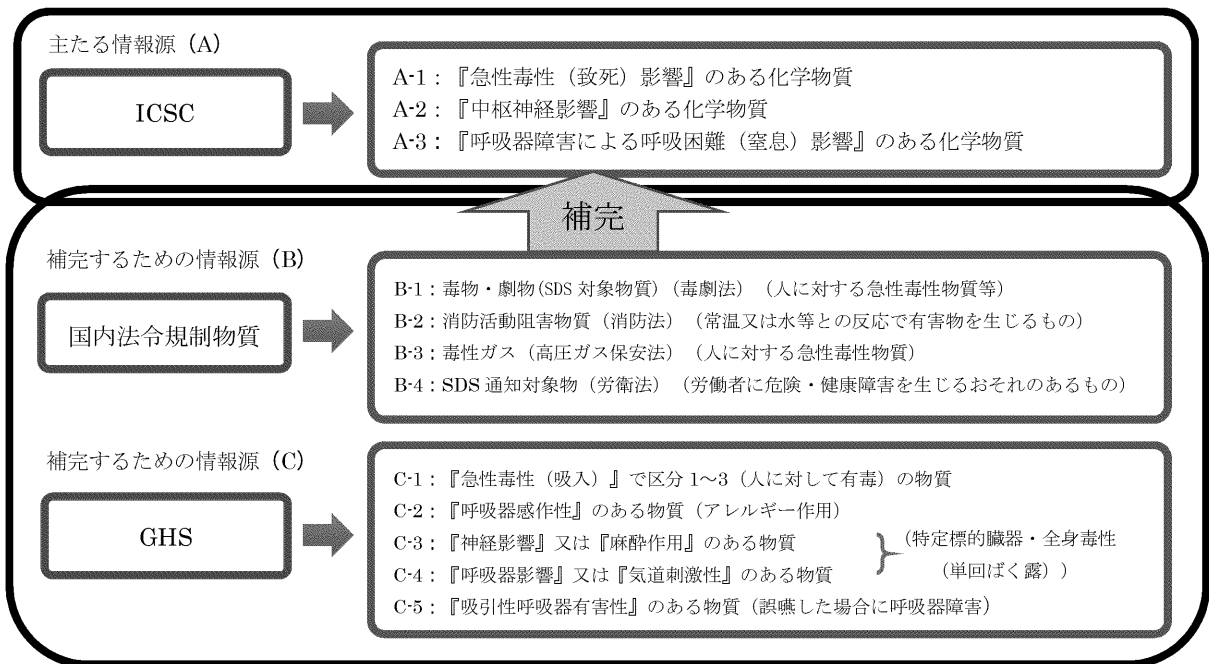 主たる情報源 (A)
ICSC
A-1：『急性毒性（致死）影響』のある化学物質
A-2：『中枢神経影響』のある化学物質
A-3：『呼吸器障害による呼吸困難（窒息）影響』のある化学物質
補完
補完するための情報源 (B)
国内法令規制物質
B-1：毒物・劇物(SDS 対象物質)（毒劇法）（人に対する急性毒性物質等）
B-2：消防活動阻害物質（消防法）（常温又は水等との反応で有害物を生じるもの）
B-3：毒性ガス（高圧ガス保安法）（人に対する急性毒性物質）
B-4：SDS 通知対象物（労衛法）（労働者に危険・健康障害を生じるおそれのあるもの）
補完するための情報源 (C)
GHS
C-1：『急性毒性（吸入）』で区分 1～3（人に対して有毒）の物質
C-2：『呼吸器感作性』のある物質（アレルギー作用）
C-3：『神経影響』又は『麻酔作用』のある物質
C-4：『呼吸器影響』又は『気道刺激性』のある物質
（特定標的臓器・全身毒性
（単回ばく露））
C-5：『吸引性呼吸器有害性』のある物質（誤嚥した場合に呼吸器障害）